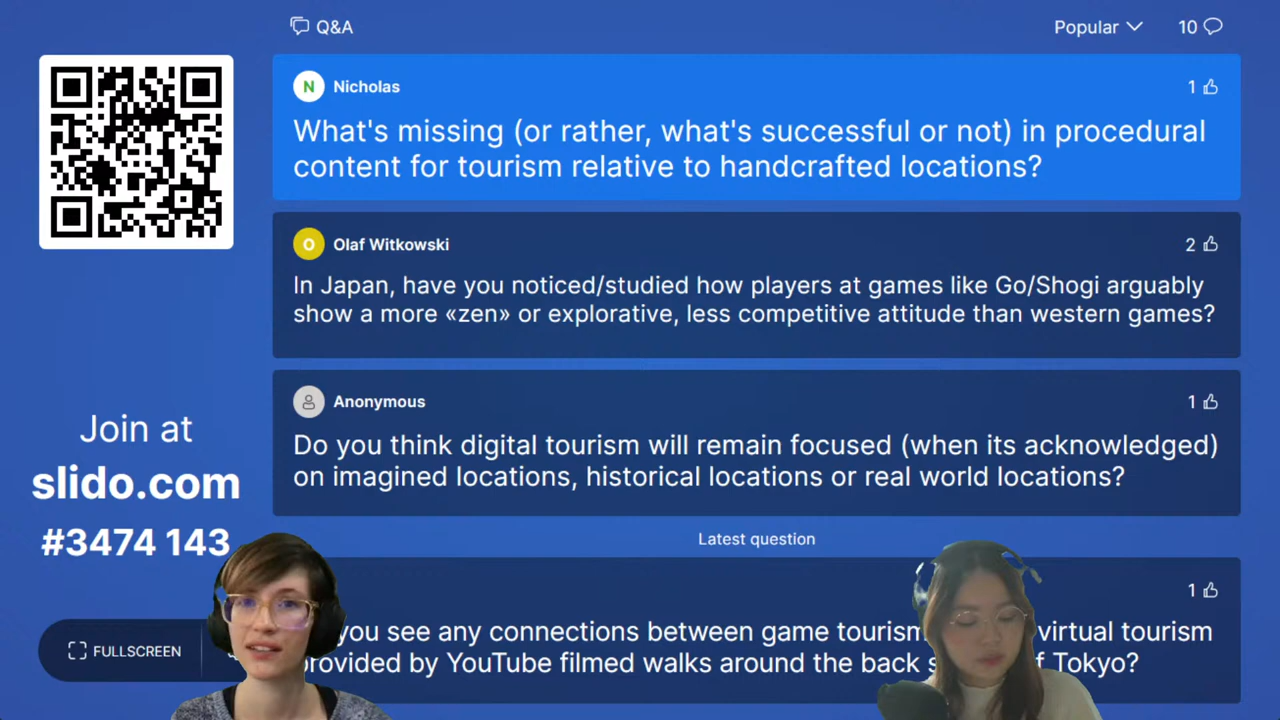 Q&A
Popular
10
N
Nicholas
1
What's missing (or rather, what's successful or not) in procedural
content for tourism relative to handcrafted locations?
O
Olaf Witkowski
2
In Japan, have you noticed/studied how players at games like Go/Shogi arguably
show a more «zen» or explorative, less competitive attitude than western games?
Anonymous
1
Do you think digital tourism will remain focused (when its acknowledged)
on imagined locations, historical locations or real world locations?
Join at
slido.com
#3474 143
Latest question
1
you see any connections between game tourism virtual tourism
provided by YouTube filmed walks around the back of Tokyo?
FULLSCREEN